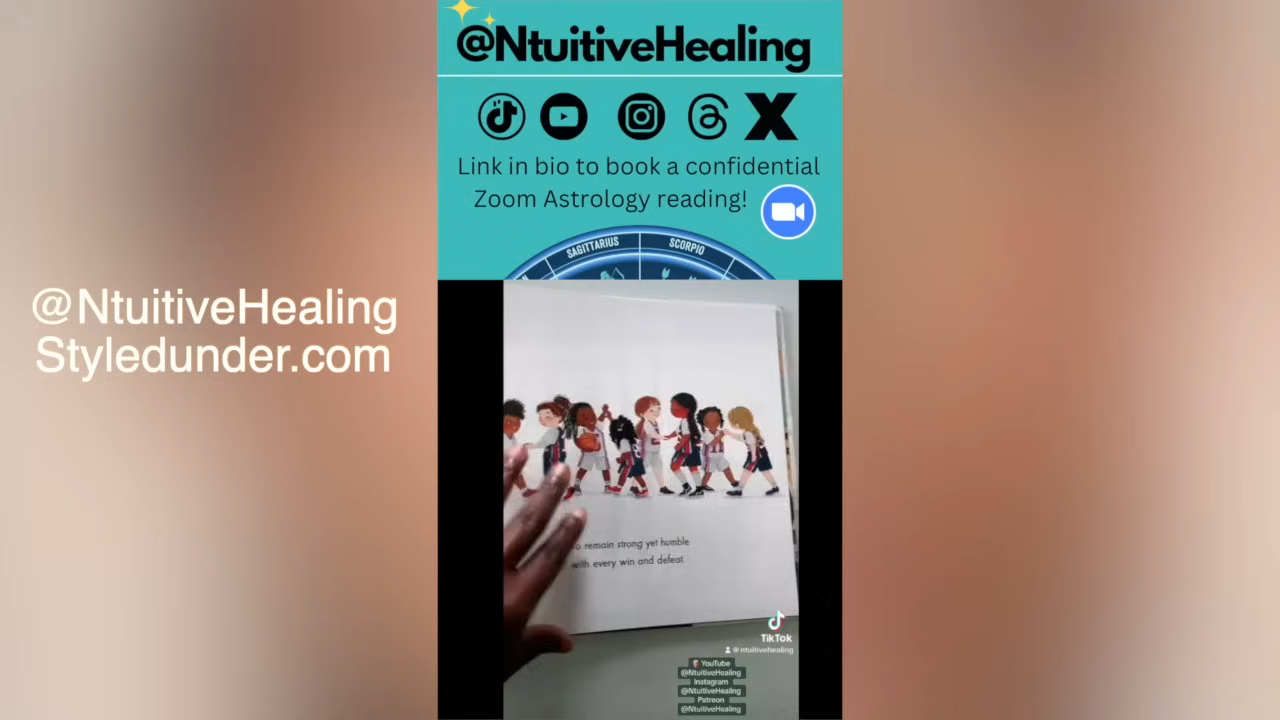 @NtuitiveHealing
Link in bio to book a confidential
Zoom Astrology reading!
SAGITTARIUS
SCORPIO
@NtuitiveHealing
Styledunder.com
remain strong yet humble
with every win and defeat.
TikTok
@ntuitivehealing
YouTube
@NtuitiveHealing
Instagram
@NtuitiveHealing
Patreon
@NtuitiveHealing